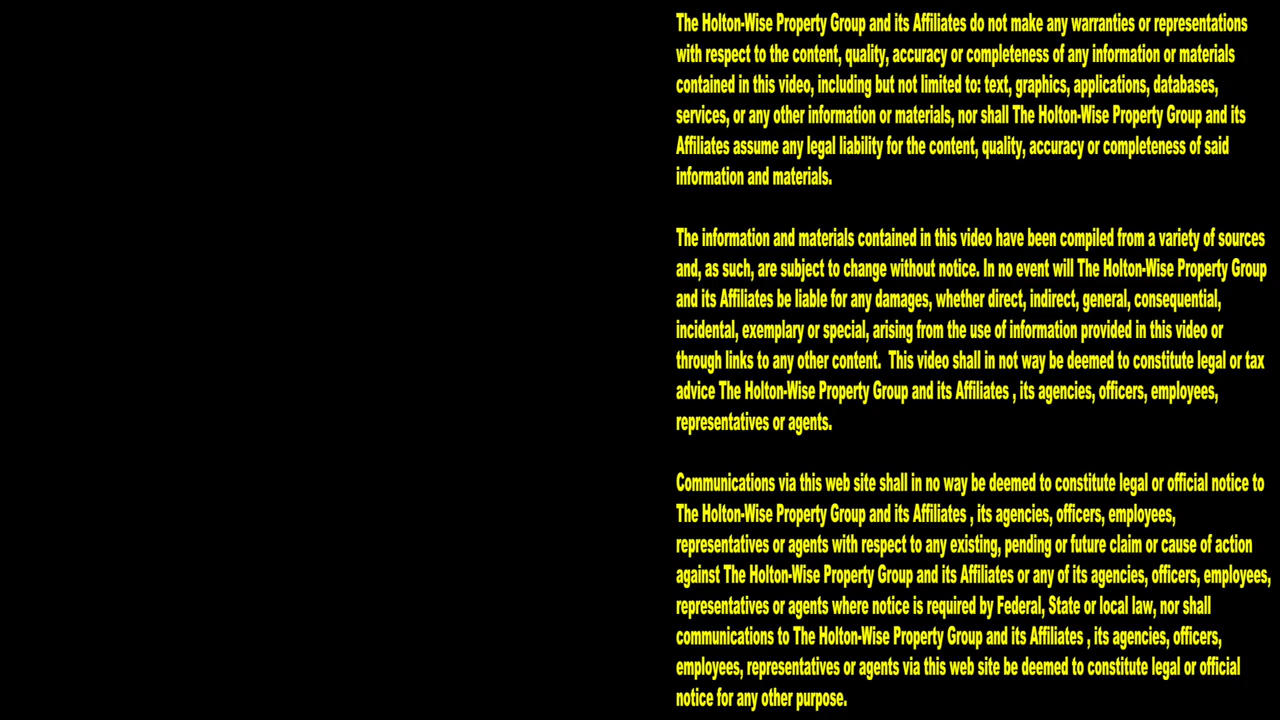 The Holton-Wise Property Group and its Affiliates do not make any warranties or representations
with respect to the content, quality, accuracy or completeness of any information or materials
contained in this video, including but not limited to: text, graphics, applications, databases,
services, or any other information or materials, nor shall The Holton-Wise Property Group and its
Affiliates assume any legal liability for the content, quality, accuracy or completeness of said
information and materials.
The information and materials contained in this video have been compiled from a variety of sources
and, as such, are subject to change without notice. In no event will The Holton-Wise Property Group
and its Affiliates be liable for any damages, whether direct, indirect, general, consequential,
incidental, exemplary or special, arising from the use of information provided in this video or
through links to any other content.  This video shall in not way be deemed to constitute legal or tax
advice The Holton-Wise Property Group and its Affiliates , its agencies, officers, employees,
representatives or agents.
Communications via this web site shall in no way be deemed to constitute legal or official notice to
The Holton-Wise Property Group and its Affiliates , its agencies, officers, employees,
representatives or agents with respect to any existing, pending or future claim or cause of action
against The Holton-Wise Property Group and its Affiliates or any of its agencies, officers, employees,
representatives or agents where notice is required by Federal, State or local law, nor shall
communications to The Holton-Wise Property Group and its Affiliates , its agencies, officers,
employees, representatives or agents via this web site be deemed to constitute legal or official
notice for any other purpose.